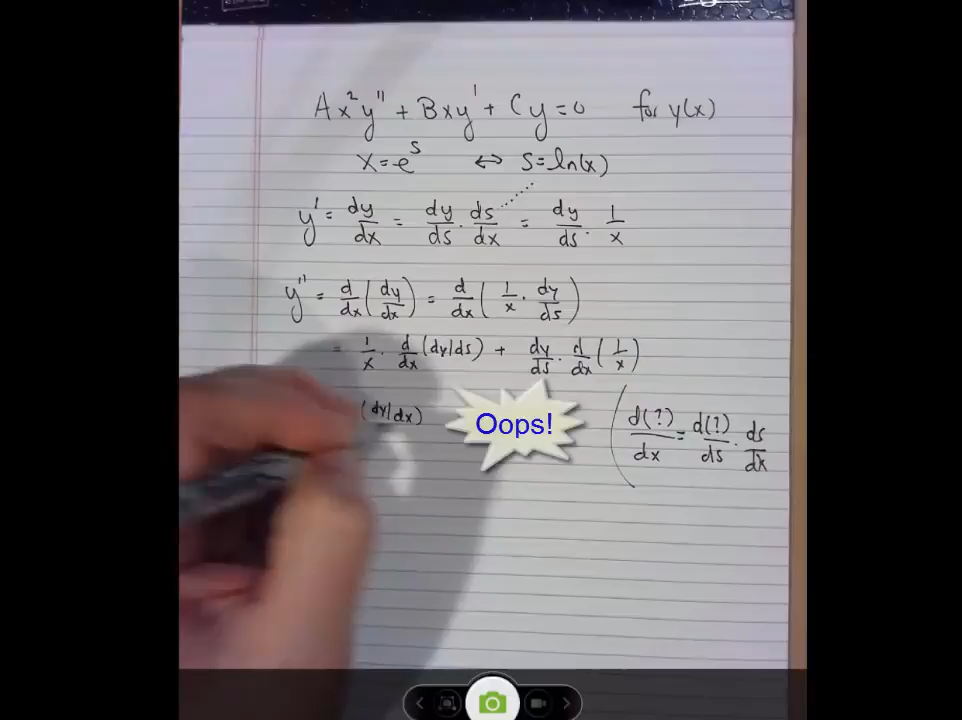 Ax²y'' + Bxy' + Cy = 0 for y(x)
x = e^s ↔ s = ln(x)
y' = dy/dx = dy/ds · ds/dx = dy/ds · 1/x
y'' = d/dx (dy/dx) = d/dx (1/x · dy/ds)
= 1/x · d/dx (dy/ds) + dy/ds · d/dx (1/x)
(dy/dx) Oops! ( d(?)/dx = d(?)/ds · ds/dx